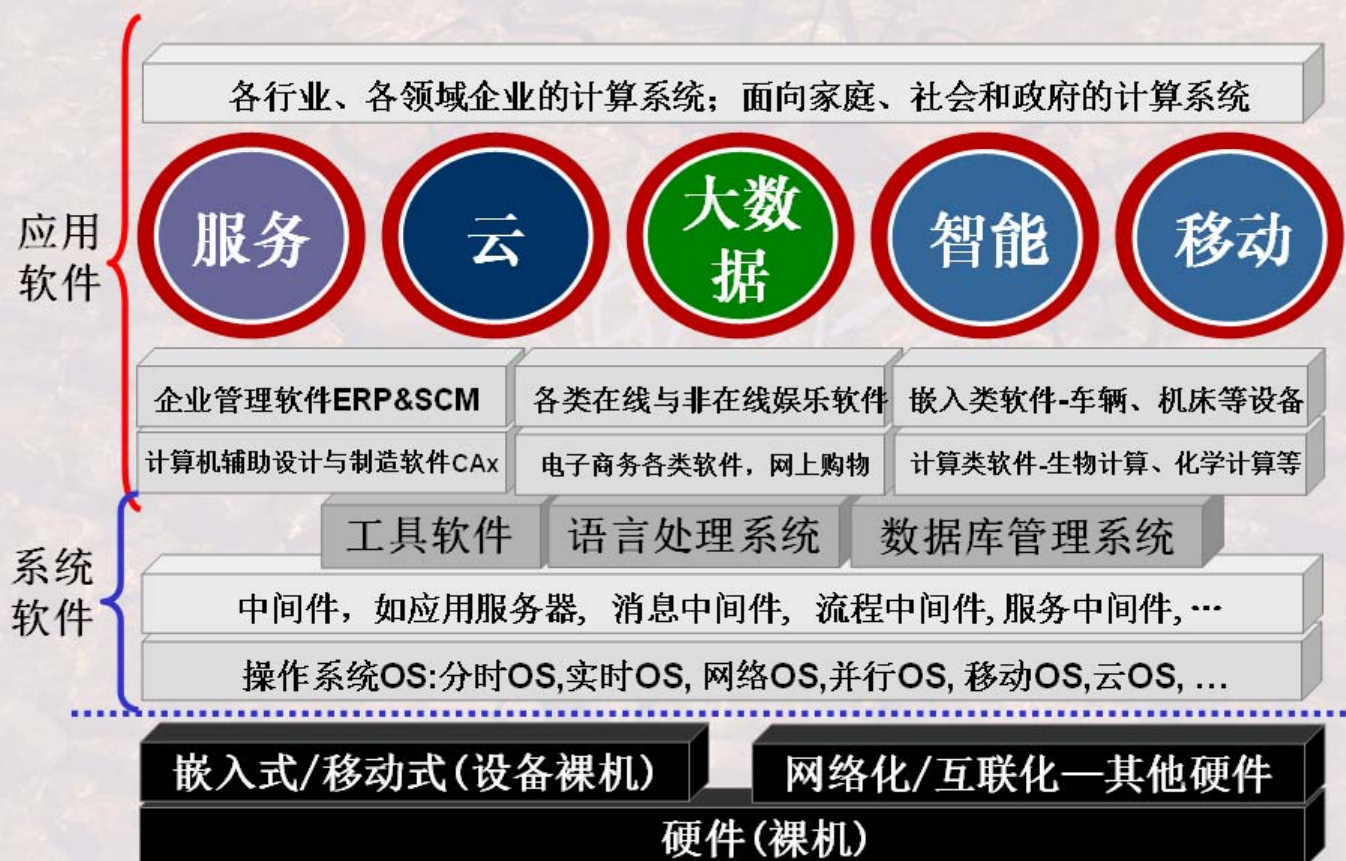 各行业、各领域企业的计算系统；面向家庭、社会和政府的计算系统
应用
软件
服务
云
大数
据
智能
移动
企业管理软件ERP&SCM
各类在线与非在线娱乐软件
嵌入类软件-车辆、机床等设备
计算机辅助设计与制造软件CAx
电子商务各类软件，网上购物
计算类软件-生物计算、化学计算等
系统
软件
工具软件
语言处理系统
数据库管理系统
中间件，如应用服务器, 消息中间件, 流程中间件, 服务中间件, …
操作系统OS:分时OS,实时OS, 网络OS,并行OS, 移动OS,云OS, …
嵌入式/移动式(设备裸机)
网络化/互联化—其他硬件
硬件(裸机)